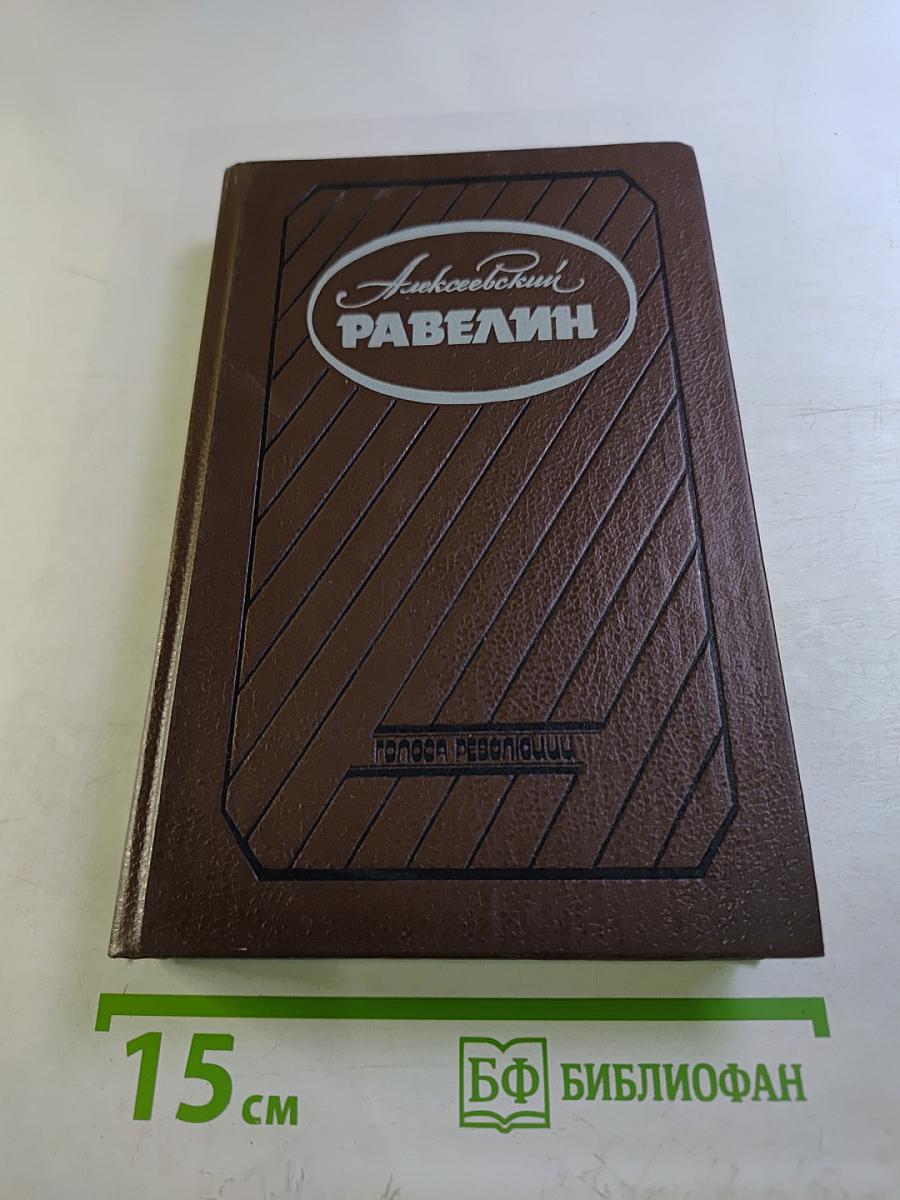 Алексеевский
РАВЕЛИН
ГОЛОСА РЕВОЛЮЦИИ
15 см
БФ БИБЛИОФАН